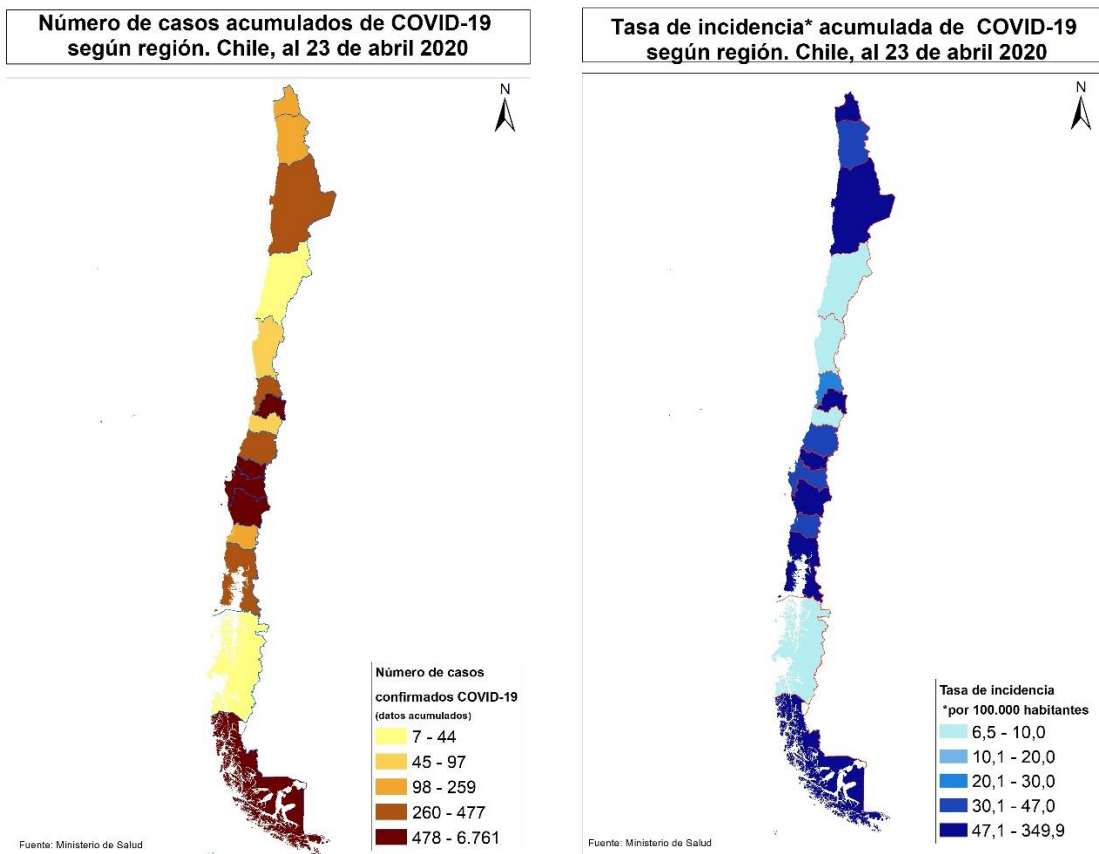 Número de casos acumulados de COVID-19
según región. Chile, al 23 de abril 2020
N
Número de casos
confirmados COVID-19
(datos acumulados)
7 - 44
45 - 97
98 - 259
260 - 477
478 - 6.761
Fuente: Ministerio de Salud
Tasa de incidencia* acumulada de COVID-19
según región. Chile, al 23 de abril 2020
N
Tasa de incidencia
*por 100.000 habitantes
6,5 - 10,0
10,1 - 20,0
20,1 - 30,0
30,1 - 47,0
47,1 - 349,9
Fuente: Ministerio de Salud